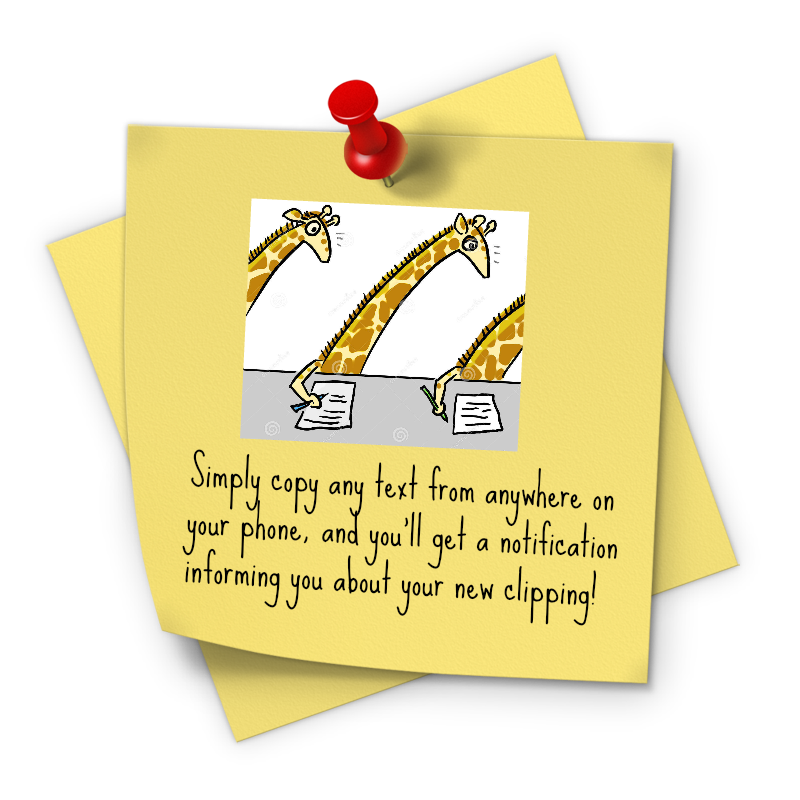 Simply copy any text from anywhere on
your phone, and you'll get a notification
informing you about your new clipping!